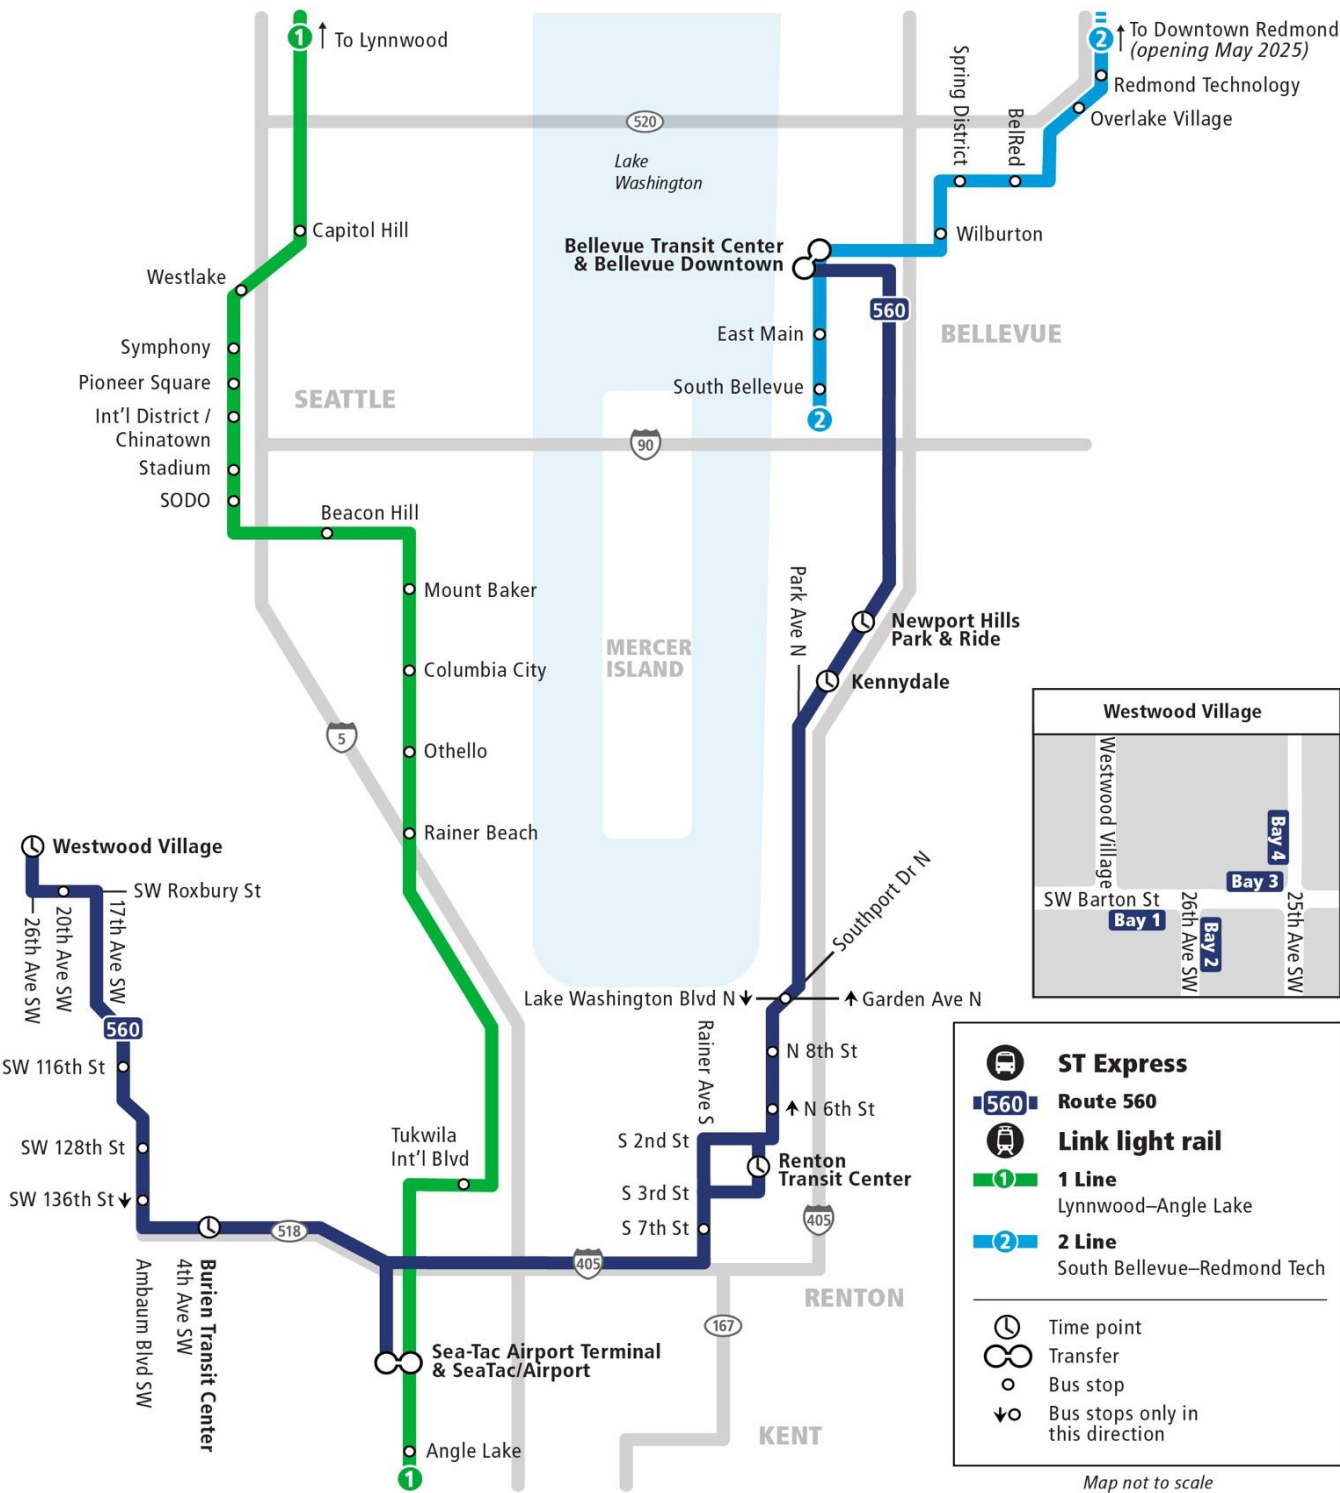 1
To Lynnwood
2
To Downtown Redmond
(opening May 2025)
Redmond Technology
Overlake Village
Spring District
BelRed
520
Lake
Washington
Capitol Hill
Wilburton
Bellevue Transit Center
& Bellevue Downtown
Westlake
560
East Main
BELLEVUE
Symphony
Pioneer Square
South Bellevue
SEATTLE
Int'l District /
Chinatown
2
90
Stadium
SODO
Beacon Hill
Mount Baker
Park Ave N
Newport Hills
Park & Ride
MERCER
ISLAND
Columbia City
Kennydale
5
Othello
Rainer Beach
Westwood Village
SW Roxbury St
26th Ave SW
20th Ave SW
17th Ave SW
560
Southport Dr N
Lake Washington Blvd N
Garden Ave N
Rainer Ave S
N 8th St
SW 116th St
N 6th St
SW 128th St
Tukwila
Int'l Blvd
S 2nd St
Renton
Transit Center
SW 136th St
S 3rd St
S 7th St
518
405
405
Ambaum Blvd SW
4th Ave SW
Burien Transit Center
RENTON
167
Sea-Tac Airport Terminal
& SeaTac/Airport
KENT
Angle Lake
1
Westwood Village
Westwood Village
Bay 4
Bay 3
SW Barton St
Bay 1
26th Ave SW
Bay 2
25th Ave SW
ST Express
560 Route 560
Link light rail
1 1 Line
Lynnwood–Angle Lake
2 2 Line
South Bellevue–Redmond Tech
Time point
Transfer
Bus stop
Bus stops only in
this direction
Map not to scale